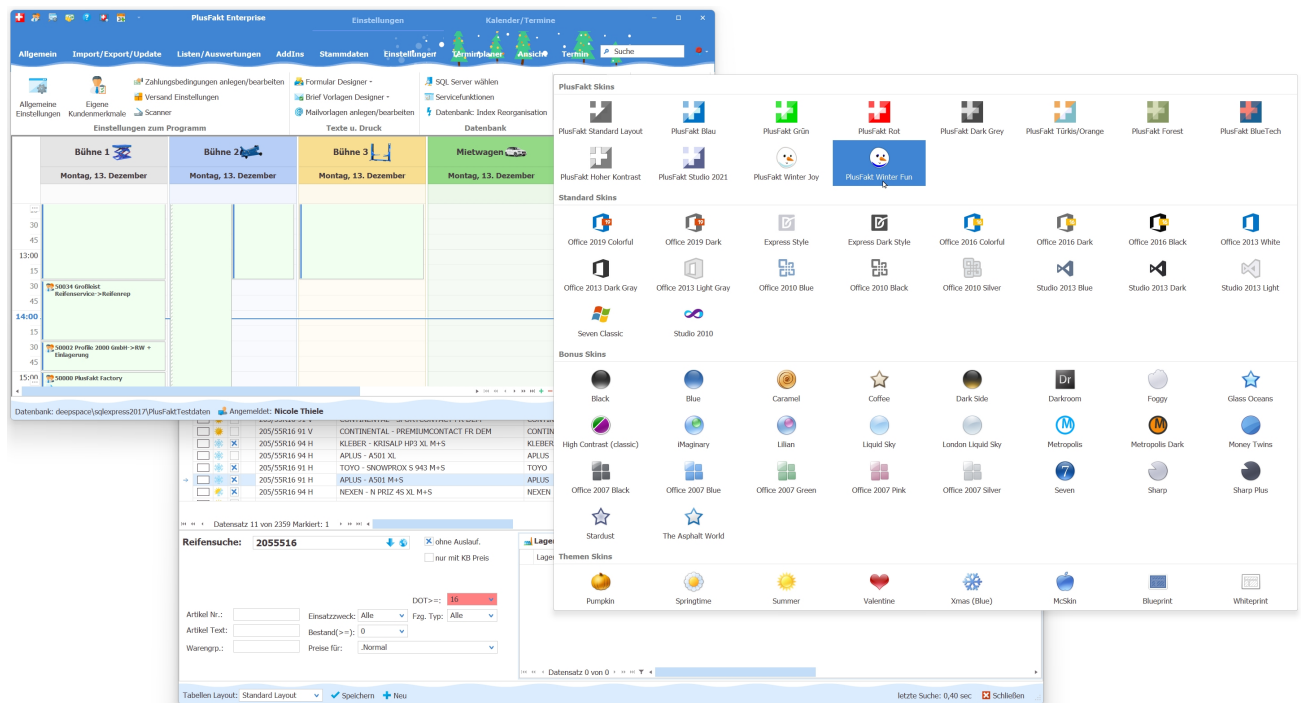 PlusFakt Enterprise
Einstellungen
Kalender/Termine
Allgemein Import/Export/Update Listen/Auswertungen AddIns Stammdaten Einstellungen Terminplaner Ansicht Termin
Suche
Allgemeine Einstellungen
Eigene Kundenmerkmale
Zahlungsbedingungen anlegen/bearbeiten
Versand Einstellungen
Scanner
Einstellungen zum Programm
Formular Designer
Brief Vorlagen Designer
Mailvorlagen anlegen/bearbeiten
Texte u. Druck
SQL Server wählen
Servicefunktionen
Datenbank: Index Reorganisation
Datenbank
Bühne 1 Bühne 2 Bühne 3 Mietwagen
Montag, 13. Dezember Montag, 13. Dezember Montag, 13. Dezember Montag, 13. Dezember
30
45
13:00
15
30
45
14:00
15
30
45
15:00
50034 Großkist
Reifenservice->Reifenrep
50002 Profile 2000 GmbH->RW +
Einlagerung
50000 PlusFakt Factory
Datenbank: deepspace\sqlexpress2017\PlusFaktTestdaten Angemeldet: Nicole Thiele
PlusFakt Skins
PlusFakt Standard Layout PlusFakt Blau PlusFakt Grün PlusFakt Rot PlusFakt Dark Grey PlusFakt Türkis/Orange PlusFakt Forest PlusFakt BlueTech
PlusFakt Hoher Kontrast PlusFakt Studio 2021 PlusFakt Winter Joy PlusFakt Winter Fun
Standard Skins
Office 2019 Colorful Office 2019 Dark Express Style Express Dark Style Office 2016 Colorful Office 2016 Dark Office 2016 Black Office 2013 White
Office 2013 Dark Gray Office 2013 Light Gray Office 2010 Blue Office 2010 Black Office 2010 Silver Studio 2013 Blue Studio 2013 Dark Studio 2013 Light
Seven Classic Studio 2010
Bonus Skins
Black Blue Caramel Coffee Dark Side Darkroom Foggy Glass Oceans
High Contrast (classic) iMaginary Lilian Liquid Sky London Liquid Sky Metropolis Metropolis Dark Money Twins
Office 2007 Black Office 2007 Blue Office 2007 Green Office 2007 Pink Office 2007 Silver Seven Sharp Sharp Plus
Stardust The Asphalt World
Themen Skins
Pumpkin Springtime Summer Valentine Xmas (Blue) McSkin Blueprint Whiteprint
205/55R16 91 V CONTINENTAL - PREMIUMCONTACT FR DEM CONTIN
205/55R16 94 H KLEBER - KRISALP HP3 XL M+S KLEBER
205/55R16 94 H APLUS - A501 XL APLUS
205/55R16 91 H TOYO - SNOWPROX S 943 M+S TOYO
205/55R16 91 H APLUS - A501 M+S APLUS
205/55R16 94 H NEXEN - N PRIZ 4S XL M+S NEXEN
Datensatz 11 von 2359 Markiert: 1
Reifensuche: 2055516
ohne Auslauf.
nur mit KB Preis
DOT>=: 16
Artikel Nr.: Einsatzzweck: Alle Fzg. Typ: Alle
Artikel Text: Bestand(>=): 0
Warengrp.: Preise für: .Normal
Lage
Lage
Datensatz 0 von 0
Tabellen Layout: Standard Layout Speichern Neu
letzte Suche: 0,40 sec Schließen